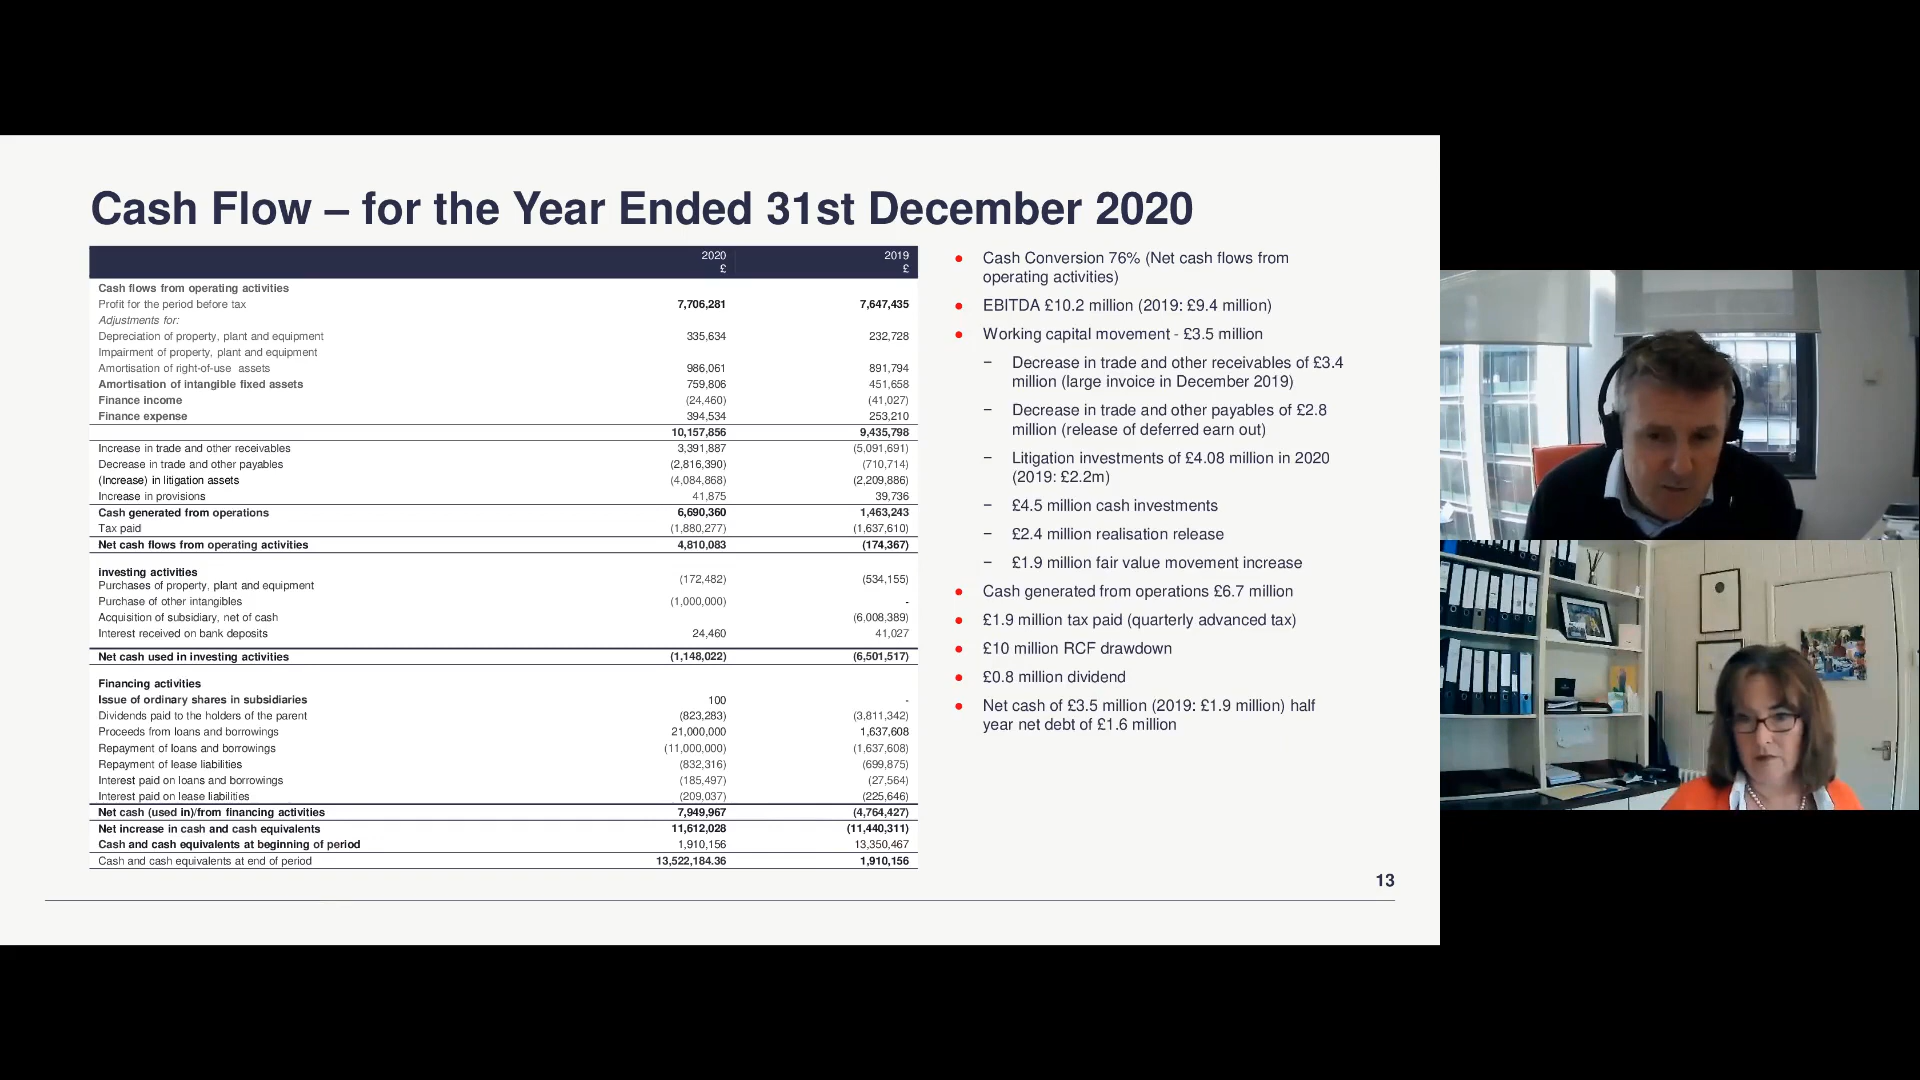 Cash Flow – for the Year Ended 31st December 2020
2020 2019
£ £
Cash flows from operating activities
Profit for the period before tax 7,706,281 7,647,435
Adjustments for:
Depreciation of property, plant and equipment 335,634 232,728
Impairment of property, plant and equipment
Amortisation of right-of-use assets 986,061 891,794
Amortisation of intangible fixed assets 759,806 451,658
Finance income (24,460) (41,027)
Finance expense 394,534 253,210
10,157,856 9,435,798
Increase in trade and other receivables 3,391,887 (5,091,691)
Decrease in trade and other payables (2,816,390) (710,714)
(Increase) in litigation assets (4,084,868) (2,209,886)
Increase in provisions 41,875 39,736
Cash generated from operations 6,690,360 1,463,243
Tax paid (1,880,277) (1,637,610)
Net cash flows from operating activities 4,810,083 (174,367)
investing activities
Purchases of property, plant and equipment (172,482) (534,155)
Purchase of other intangibles (1,000,000) -
Acquisition of subsidiary, net of cash (6,008,389)
Interest received on bank deposits 24,460 41,027
Net cash used in investing activities (1,148,022) (6,501,517)
Financing activities
Issue of ordinary shares in subsidiaries 100 -
Dividends paid to the holders of the parent (823,283) (3,811,342)
Proceeds from loans and borrowings 21,000,000 1,637,608
Repayment of loans and borrowings (11,000,000) (1,637,608)
Repayment of lease liabilities (832,316) (699,875)
Interest paid on loans and borrowings (185,497) (27,564)
Interest paid on lease liabilities (209,037) (225,646)
Net cash (used in)/from financing activities 7,949,967 (4,764,427)
Net increase in cash and cash equivalents 11,612,028 (11,440,311)
Cash and cash equivalents at beginning of period 1,910,156 13,350,467
Cash and cash equivalents at end of period 13,522,184.36 1,910,156
● Cash Conversion 76% (Net cash flows from
operating activities)
● EBITDA £10.2 million (2019: £9.4 million)
● Working capital movement - £3.5 million
– Decrease in trade and other receivables of £3.4
million (large invoice in December 2019)
– Decrease in trade and other payables of £2.8
million (release of deferred earn out)
– Litigation investments of £4.08 million in 2020
(2019: £2.2m)
– £4.5 million cash investments
– £2.4 million realisation release
– £1.9 million fair value movement increase
● Cash generated from operations £6.7 million
● £1.9 million tax paid (quarterly advanced tax)
● £10 million RCF drawdown
● £0.8 million dividend
● Net cash of £3.5 million (2019: £1.9 million) half
year net debt of £1.6 million
13